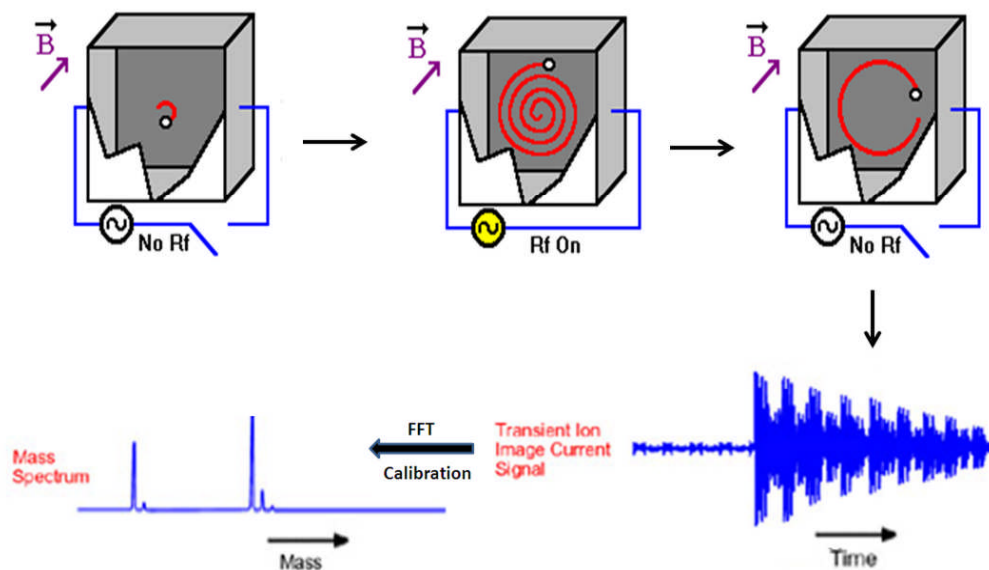 B
No Rf
B
Rf On
B
No Rf
Mass
Spectrum
FFT
Calibration
Transient Ion
Image Current
Signal
Mass
Time